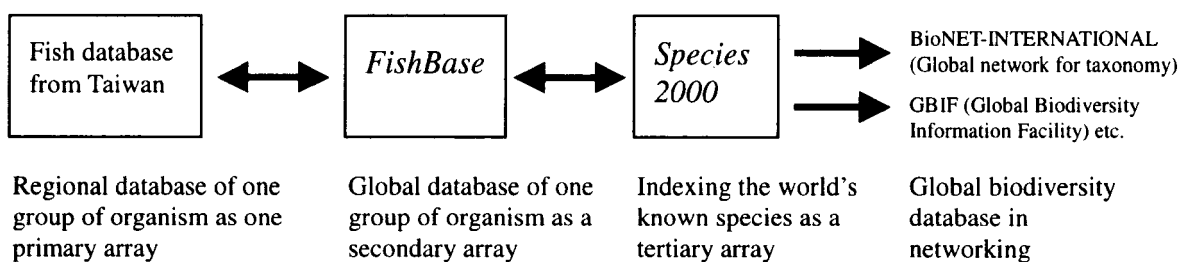 Fish database
from Taiwan
FishBase
Species
2000
BioNET-INTERNATIONAL
(Global network for taxonomy)
GBIF (Global Biodiversity
Information Facility) etc.
Regional database of one
group of organism as one
primary array
Global database of one
group of organism as a
secondary array
Indexing the world's
known species as a
tertiary array
Global biodiversity
database in
networking